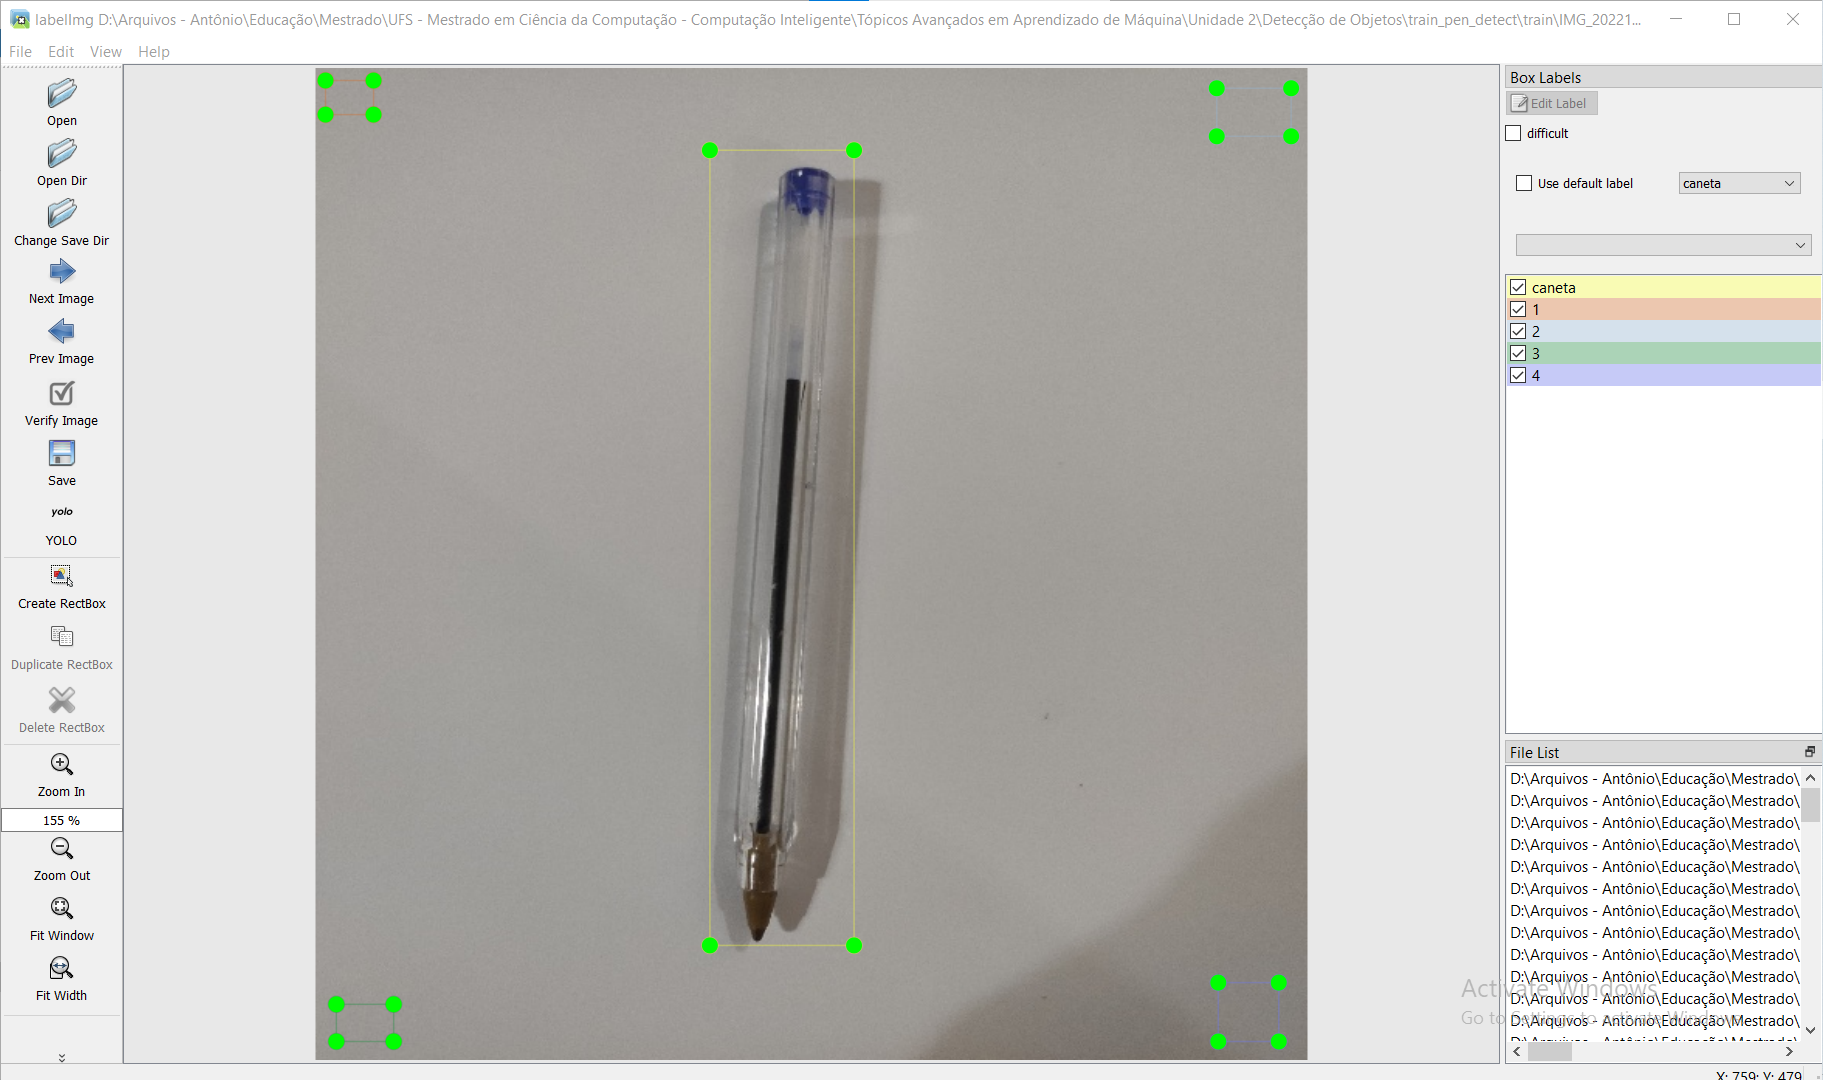 labelImg D:\Arquivos - Antônio\Educação\Mestrado\UFS - Mestrado em Ciência da Computação - Computação Inteligente\Tópicos Avançados em Aprendizado de Máquina\Unidade 2\Detecção de Objetos\train_pen_detect\train\IMG_20221...
File Edit View Help
Open
Open Dir
Change Save Dir
Next Image
Prev Image
Verify Image
Save
yolo
YOLO
Create RectBox
Duplicate RectBox
Delete RectBox
Zoom In
155 %
Zoom Out
Fit Window
Fit Width
Box Labels
Edit Label
difficult
Use default label
caneta
caneta
1
2
3
4
File List
D:\Arquivos - Antônio\Educação\Mestrado\
D:\Arquivos - Antônio\Educação\Mestrado\
D:\Arquivos - Antônio\Educação\Mestrado\
D:\Arquivos - Antônio\Educação\Mestrado\
D:\Arquivos - Antônio\Educação\Mestrado\
D:\Arquivos - Antônio\Educação\Mestrado\
D:\Arquivos - Antônio\Educação\Mestrado\
D:\Arquivos - Antônio\Educação\Mestrado\
D:\Arquivos - Antônio\Educação\Mestrado\
D:\Arquivos - Antônio\Educação\Mestrado\
D:\Arquivos - Antônio\Educação\Mestrado\
D:\Arquivos - Antônio\Educação\Mestrado\
Activate Windows
Go to Settings to activate Windows.
X: 759; Y: 479